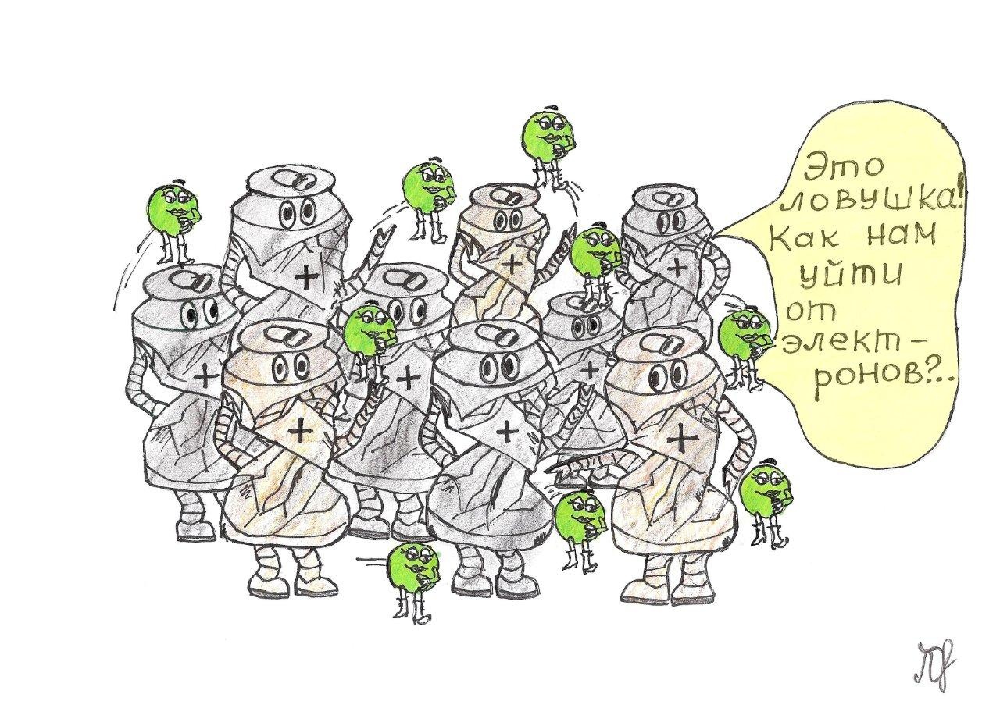 Это
ловушка!
Как нам
уйти
от
элект-
ронов?..
+
+
+
+
+
+
+
+
+